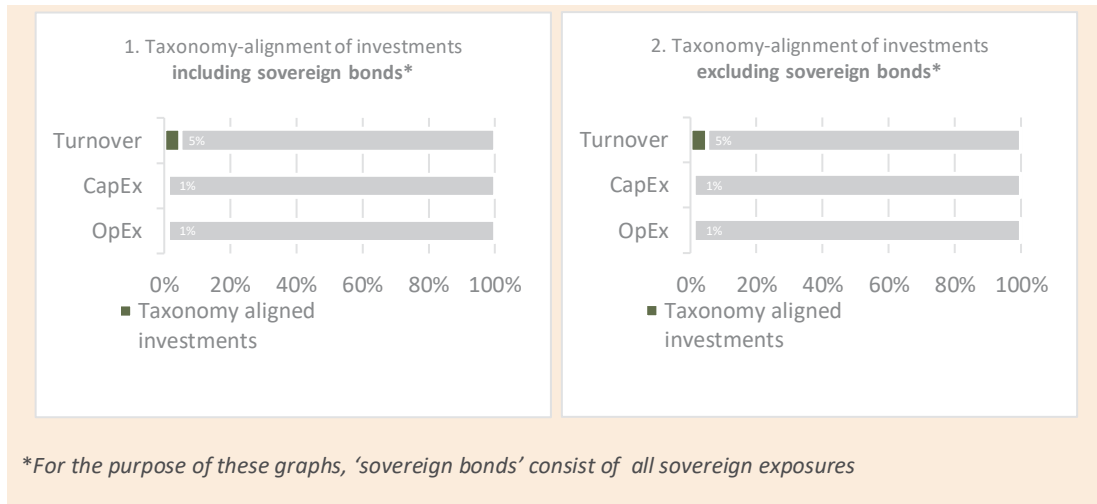 1. Taxonomy-alignment of investments
including sovereign bonds*
Turnover
5%
CapEx
1%
OpEx
1%
0% 20% 40% 60% 80% 100%
Taxonomy aligned
investments
2. Taxonomy-alignment of investments
excluding sovereign bonds*
Turnover
5%
CapEx
1%
OpEx
1%
0% 20% 40% 60% 80% 100%
Taxonomy aligned
investments
*For the purpose of these graphs, ‘sovereign bonds’ consist of all sovereign exposures